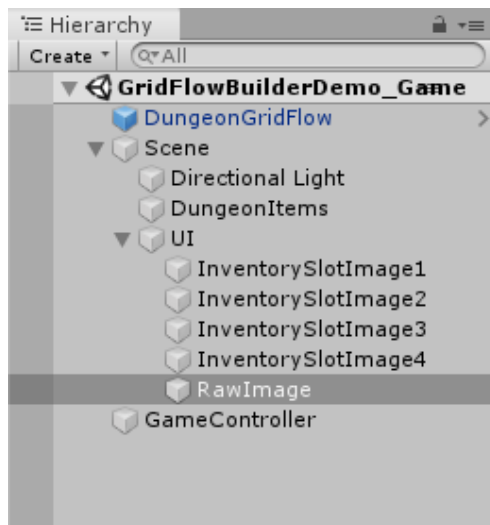 Hierarchy
Create All
GridFlowBuilderDemo_Game
DungeonGridFlow
Scene
Directional Light
DungeonItems
UI
InventorySlotImage1
InventorySlotImage2
InventorySlotImage3
InventorySlotImage4
RawImage
GameController